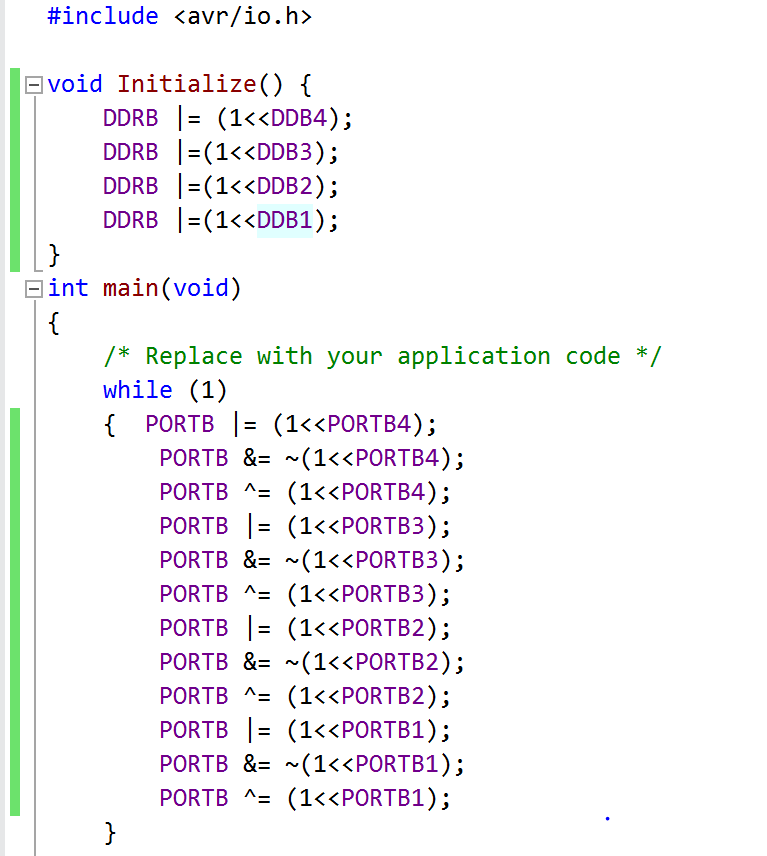 #include <avr/io.h>
void Initialize() {
DDRB |= (1<<DDB4);
DDRB |=(1<<DDB3);
DDRB |=(1<<DDB2);
DDRB |=(1<<DDB1);
}
int main(void)
{
/* Replace with your application code */
while (1)
{  PORTB |= (1<<PORTB4);
PORTB &= ~(1<<PORTB4);
PORTB ^= (1<<PORTB4);
PORTB |= (1<<PORTB3);
PORTB &= ~(1<<PORTB3);
PORTB ^= (1<<PORTB3);
PORTB |= (1<<PORTB2);
PORTB &= ~(1<<PORTB2);
PORTB ^= (1<<PORTB2);
PORTB |= (1<<PORTB1);
PORTB &= ~(1<<PORTB1);
PORTB ^= (1<<PORTB1);
}